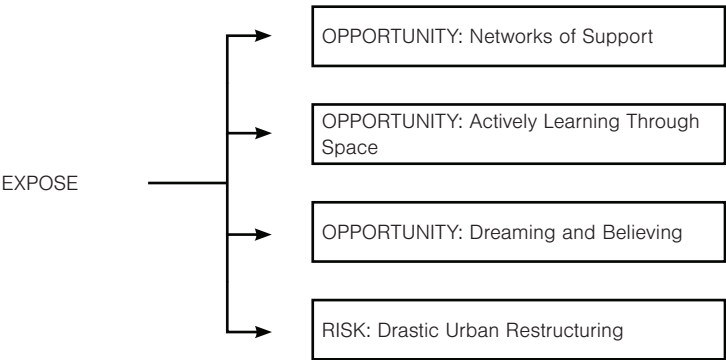 OPPORTUNITY: Networks of Support
OPPORTUNITY: Actively Learning Through
Space
EXPOSE
OPPORTUNITY: Dreaming and Believing
RISK: Drastic Urban Restructuring